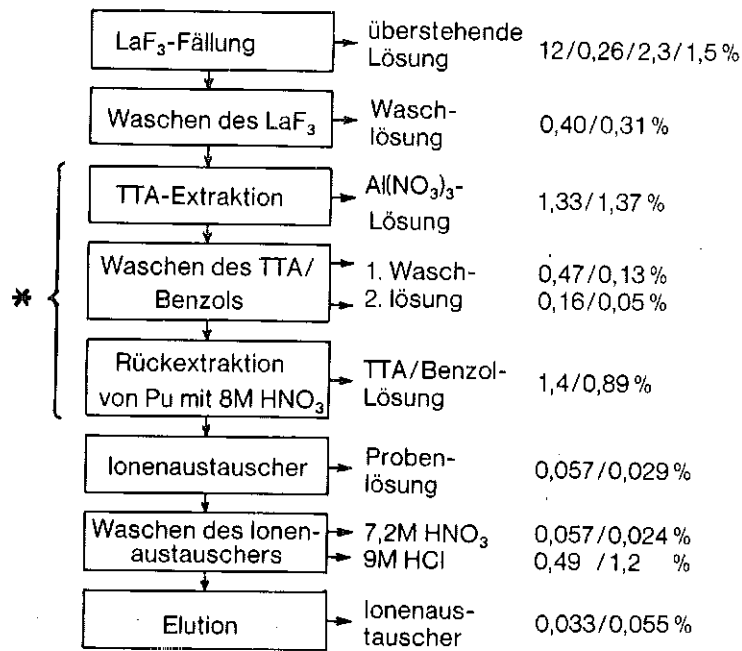 LaF₃-Fällung
überstehende
Lösung
12/0,26/2,3/1,5 %
Waschen des LaF₃
Wasch-
lösung
0,40/0,31 %
TTA-Extraktion
Al(NO₃)₃-
Lösung
1,33/1,37 %
*
Waschen des TTA/
Benzols
1. Wasch-
2. lösung
0,47/0,13 %
0,16/0,05 %
Rückextraktion
von Pu mit 8M HNO₃
TTA/Benzol-
Lösung
1,4/0,89 %
Ionenaustauscher
Proben-
lösung
0,057/0,029 %
Waschen des Ionen-
austauschers
7,2M HNO₃
9M HCl
0,057/0,024 %
0,49 /1,2 %
Elution
Ionenaus-
tauscher
0,033/0,055 %